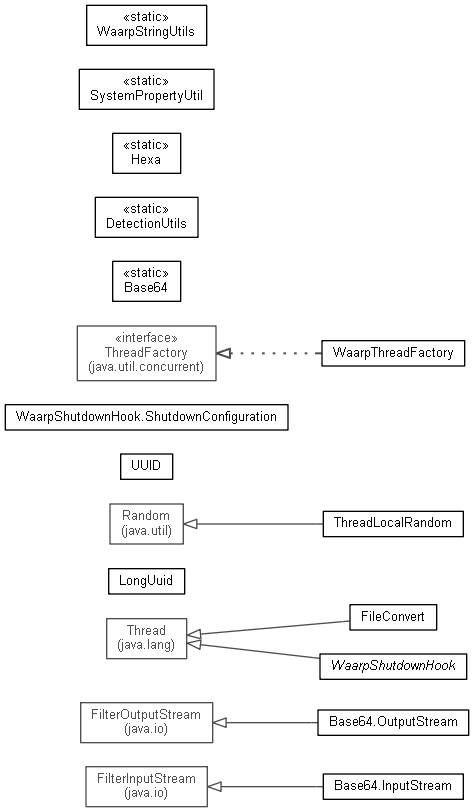 «static»
WaarpStringUtils
«static»
SystemPropertyUtil
«static»
Hexa
«static»
DetectionUtils
«static»
Base64
«interface»
ThreadFactory
(java.util.concurrent)
WaarpThreadFactory
WaarpShutdownHook.ShutdownConfiguration
UUID
Random
(java.util)
ThreadLocalRandom
LongUuid
Thread
(java.lang)
FileConvert
WaarpShutdownHook
FilterOutputStream
(java.io)
Base64.OutputStream
FilterInputStream
(java.io)
Base64.InputStream